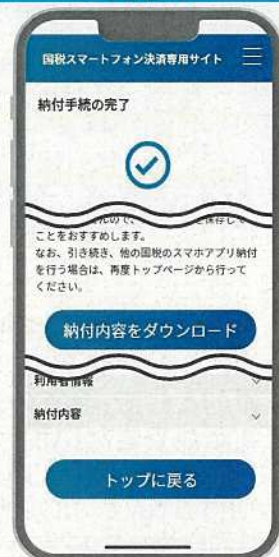 国税スマートフォン決済専用サイト
納付手続の完了
ことをおすすめします。
なお、引き続き、他の国税のスマホアプリ納付
を行う場合は、再度トップページから行って
ください。
納付内容をダウンロード
利用者情報
納付内容
トップに戻る